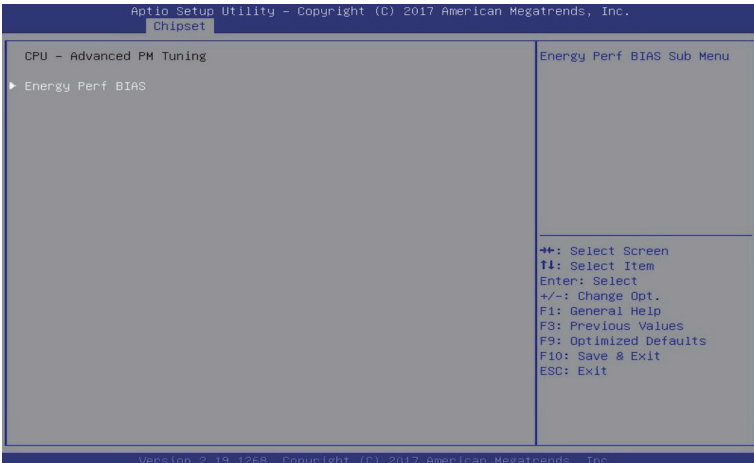 Aptio Setup Utility – Copyright (C) 2017 American Megatrends, Inc.
Chipset
CPU – Advanced PM Tuning
Energy Perf BIAS
Energy Perf BIAS Sub Menu
→←: Select Screen
↑↓: Select Item
Enter: Select
+/-: Change Opt.
F1: General Help
F3: Previous Values
F9: Optimized Defaults
F10: Save & Exit
ESC: Exit
Version 2.19.1268. Copyright (C) 2017 American Megatrends, Inc.